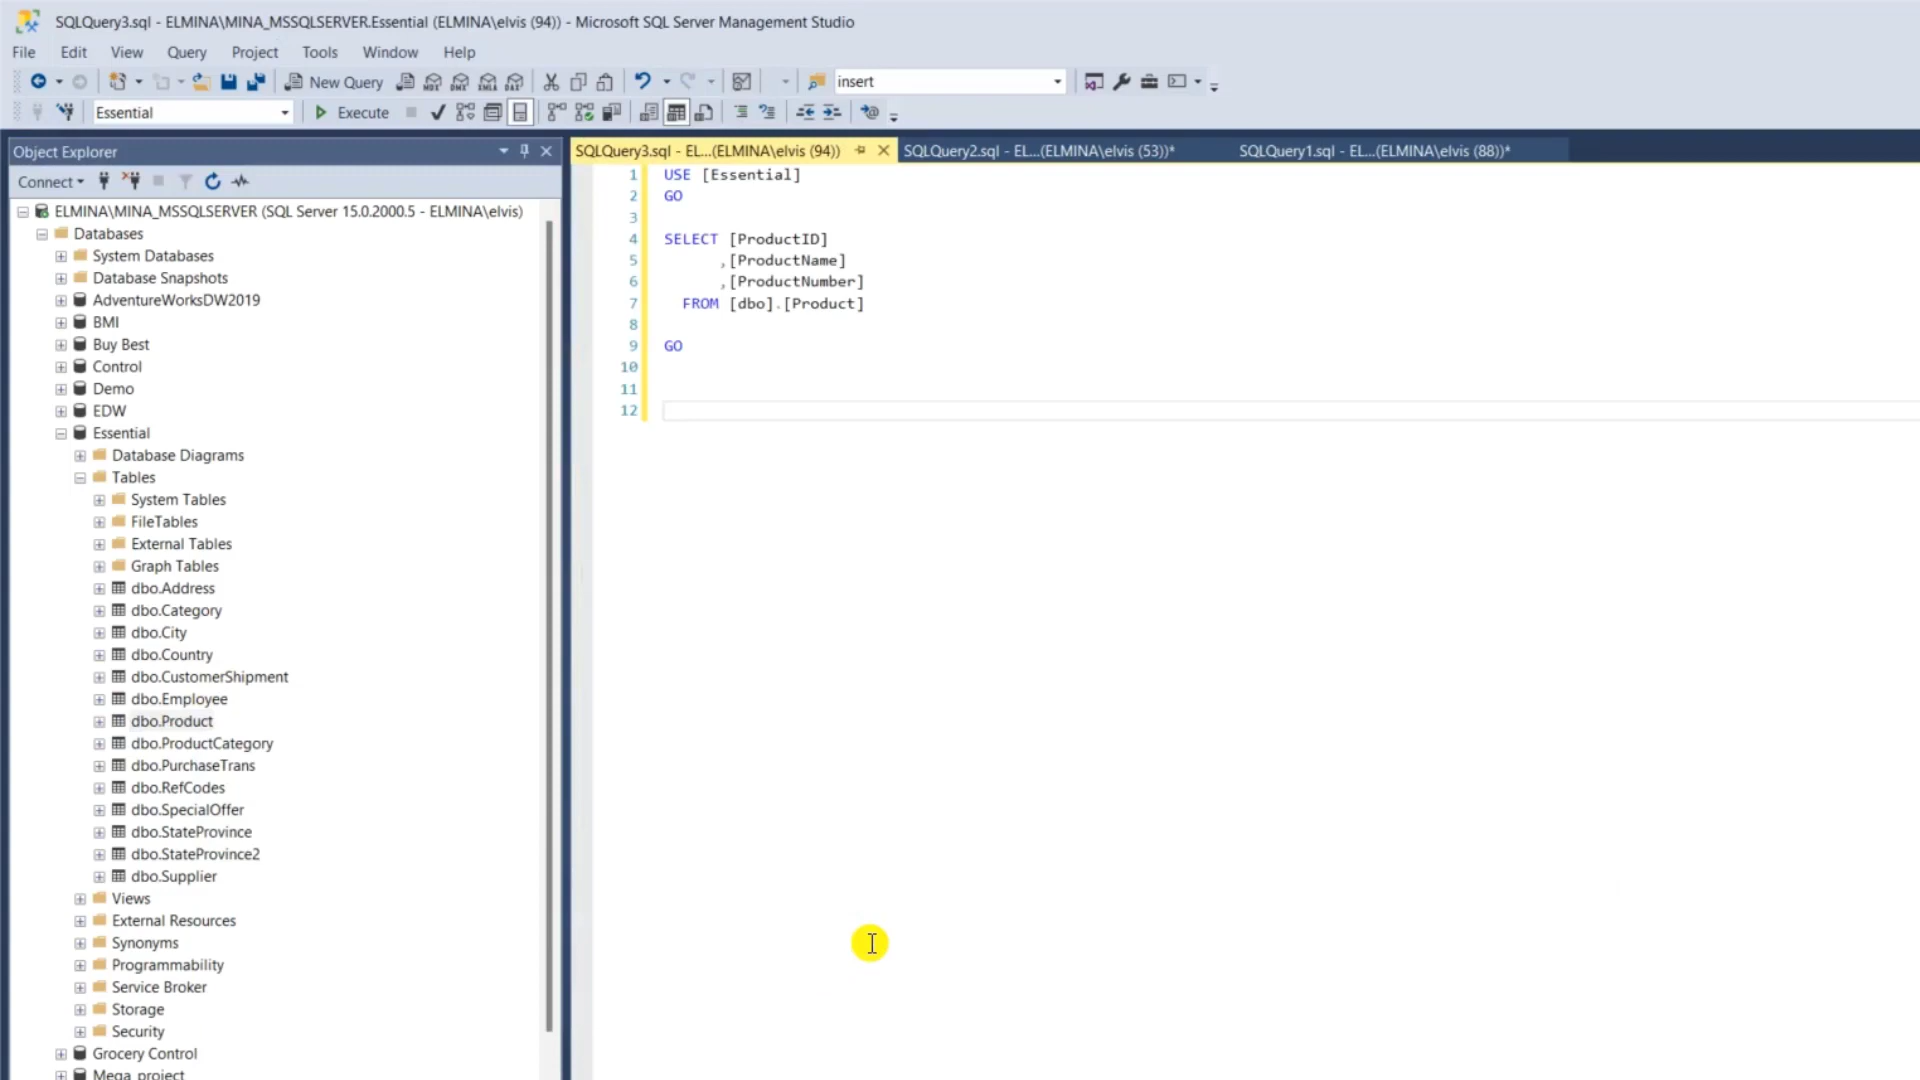 SQLQuery3.sql - ELMINA\MINA_MSSQLSERVER.Essential (ELMINA\elvis (94)) - Microsoft SQL Server Management Studio
File Edit View Query Project Tools Window Help
New Query MDX DMX XMLA DAX insert
Essential Execute
Object Explorer
Connect
ELMINA\MINA_MSSQLSERVER (SQL Server 15.0.2000.5 - ELMINA\elvis)
Databases
System Databases
Database Snapshots
AdventureWorksDW2019
BMI
Buy Best
Control
Demo
EDW
Essential
Database Diagrams
Tables
System Tables
FileTables
External Tables
Graph Tables
dbo.Address
dbo.Category
dbo.City
dbo.Country
dbo.CustomerShipment
dbo.Employee
dbo.Product
dbo.ProductCategory
dbo.PurchaseTrans
dbo.RefCodes
dbo.SpecialOffer
dbo.StateProvince
dbo.StateProvince2
dbo.Supplier
Views
External Resources
Synonyms
Programmability
Service Broker
Storage
Security
Grocery Control
Mega_project
SQLQuery3.sql - EL...(ELMINA\elvis (94)) SQLQuery2.sql - EL...(ELMINA\elvis (53))* SQLQuery1.sql - EL...(ELMINA\elvis (88))*
1 USE [Essential]
2 GO
3
4 SELECT [ProductID]
5 ,[ProductName]
6 ,[ProductNumber]
7 FROM [dbo].[Product]
8
9 GO
10
11
12